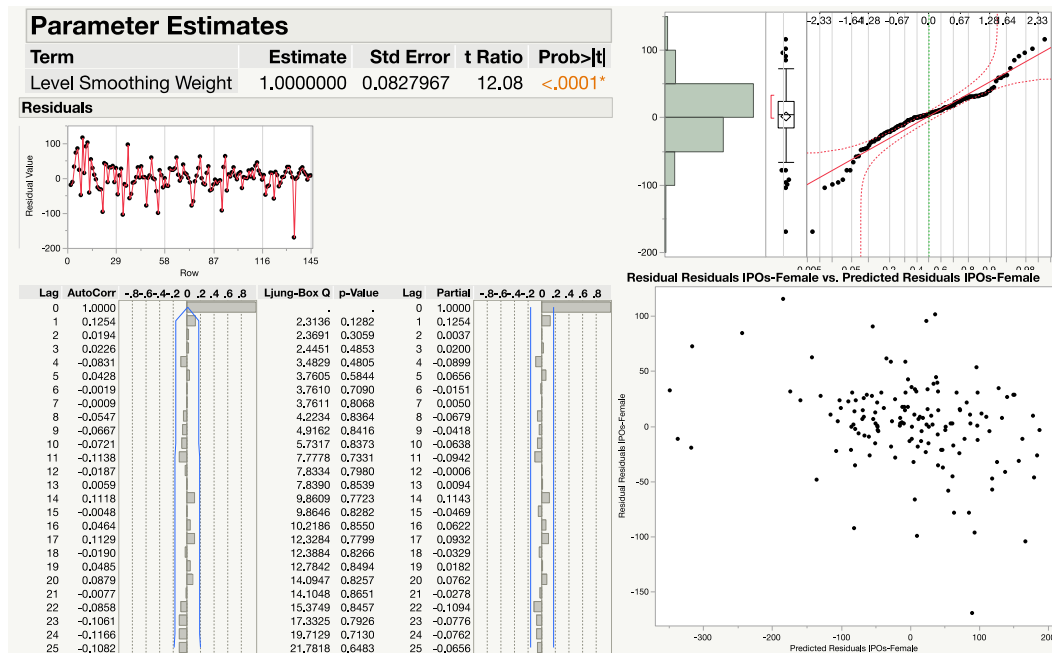 Parameter Estimates
Term Estimate Std Error t Ratio Prob>|t|
Level Smoothing Weight 1.0000000 0.0827967 12.08 <.0001*
Residuals
100
0
-100
-200
Residual Value
0 29 58 87 116 145
Row
Lag AutoCorr -.8-.6-.4-.2 0 .2 .4 .6 .8 Ljung-Box Q p-Value Lag Partial -.8-.6-.4-.2 0 .2 .4 .6 .8
0 1.0000 . . 0 1.0000
1 0.1254 2.3136 0.1282 1 0.1254
2 0.0194 2.3691 0.3059 2 0.0037
3 0.0226 2.4451 0.4853 3 0.0200
4 -0.0831 3.4829 0.4805 4 -0.0899
5 0.0428 3.7605 0.5844 5 0.0656
6 -0.0019 3.7610 0.7090 6 -0.0151
7 -0.0009 3.7611 0.8068 7 0.0050
8 -0.0547 4.2234 0.8364 8 -0.0679
9 -0.0667 4.9162 0.8416 9 -0.0418
10 -0.0721 5.7317 0.8373 10 -0.0638
11 -0.1138 7.7778 0.7331 11 -0.0942
12 -0.0187 7.8334 0.7980 12 -0.0006
13 0.0059 7.8390 0.8539 13 0.0094
14 0.1118 9.8609 0.7723 14 0.1143
15 -0.0048 9.8646 0.8282 15 -0.0469
16 0.0464 10.2186 0.8550 16 0.0622
17 0.1129 12.3284 0.7799 17 0.0932
18 -0.0190 12.3884 0.8266 18 -0.0329
19 0.0485 12.7842 0.8494 19 0.0182
20 0.0879 14.0947 0.8257 20 0.0762
21 -0.0077 14.1048 0.8651 21 -0.0278
22 -0.0858 15.3749 0.8457 22 -0.1094
23 -0.1061 17.3325 0.7926 23 -0.0776
24 -0.1166 19.7129 0.7130 24 -0.0762
25 -0.1082 21.7818 0.6483 25 -0.0656
-2.33 -1.64 -1.28 -0.67 0.0 0.67 1.28 1.64 2.33
100
0
-100
-200
Residual Residuals IPOs-Female vs. Predicted Residuals IPOs-Female
100
50
0
-50
-100
-150
Residual Residuals IPOs-Female
-300 -200 -100 0 100 200
Predicted Residuals IPOs-Female